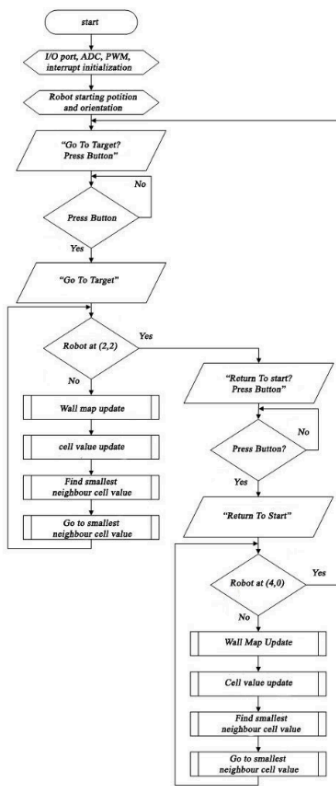 start
I/O port, ADC, PWM,
interrupt initialization
Robot starting potition
and orientation
"Go To Target?
Press Button"
No
Press Button
Yes
"Go To Target"
Robot at (2,2)
Yes
No
Wall map update
cell value update
Find smallest
neighbour cell value
Go to smallest
neighbour cell value
"Return To start?
Press Button"
No
Press Button?
Yes
"Return To Start"
Robot at (4,0)
Yes
No
Wall Map Update
Cell value update
Find smallest
neighbour cell value
Go to smallest
neighbour cell value